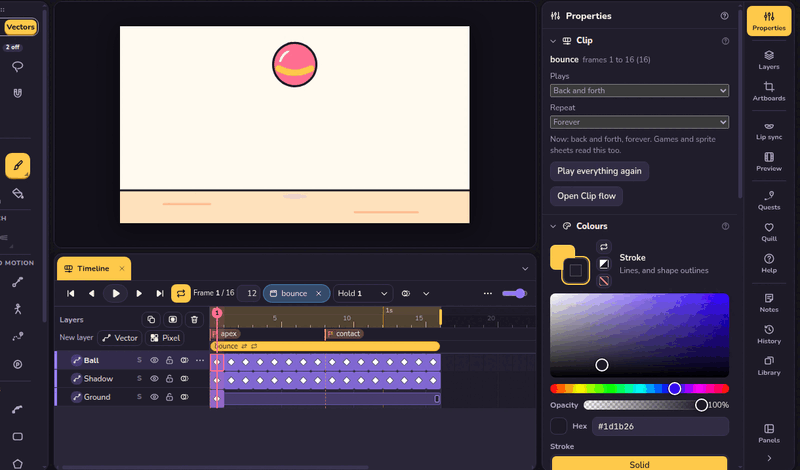 Vectors
2 off
CH
D MOTION
Timeline
Frame 1 / 16
12
bounce
Hold 1
Layers
New layer
Vector
Pixel
1
5
10
1s
15
20
apex
contact
Bounce
Ball
S
Shadow
S
Ground
S
Properties
Clip
bounce frames 1 to 16 (16)
Plays
Back and forth
Repeat
Forever
Now: back and forth, forever. Games and sprite
sheets read this too.
Play everything again
Open Clip flow
Colours
Stroke
Lines, and shape outlines
Opacity
100%
Hex
#1d1b26
Stroke
Solid
Properties
Layers
Artboards
Lip sync
Preview
Quests
Quill
Help
Notes
History
Library
Panels